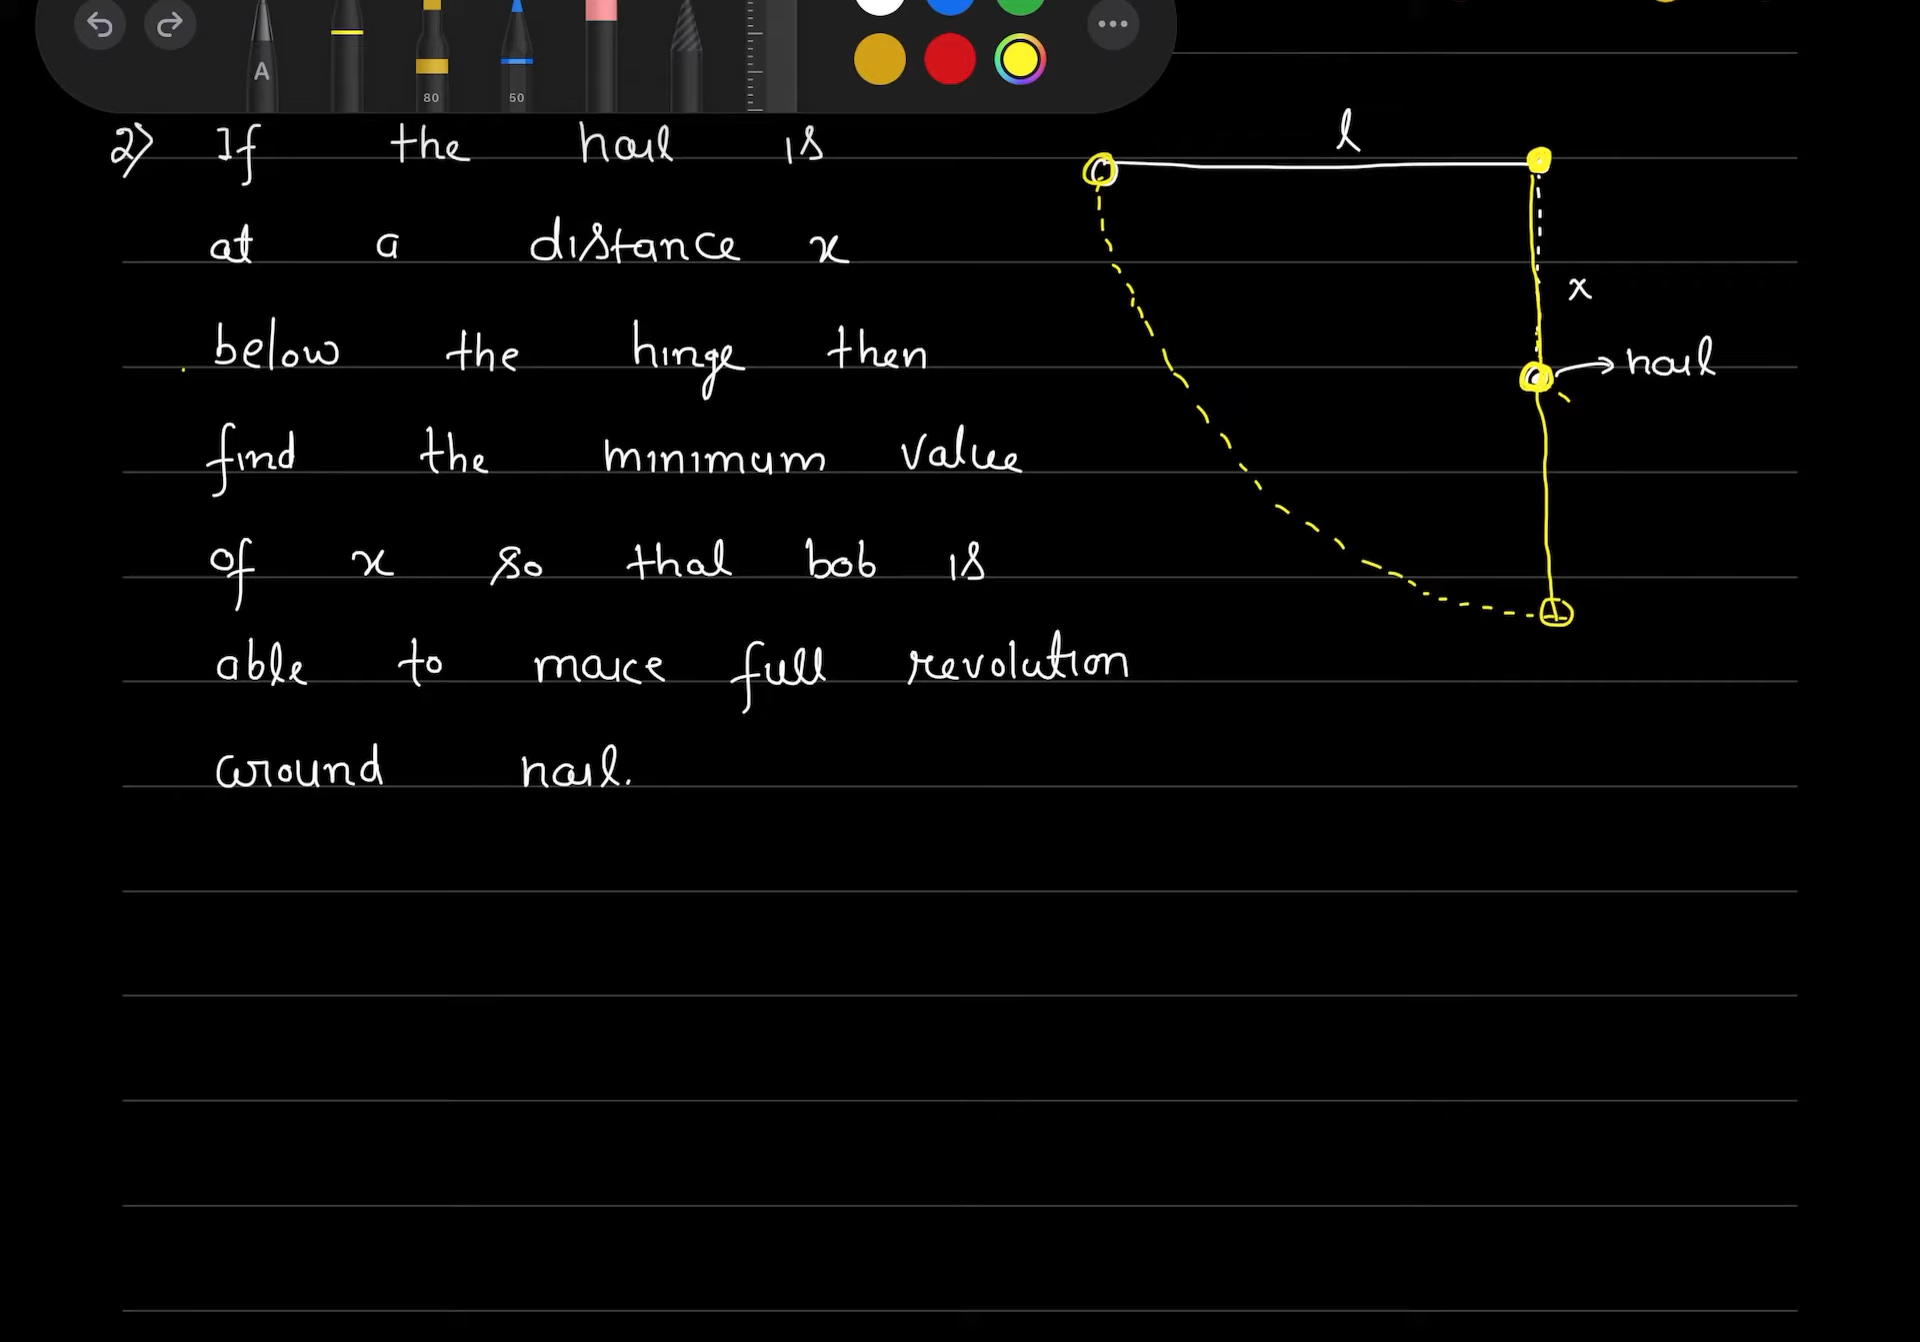 A
80
50
2) If the nail is
l
at a distance x
x
below the hinge then
nail
find the minimum value
of x so that bob is
able to make full revolution
around nail.